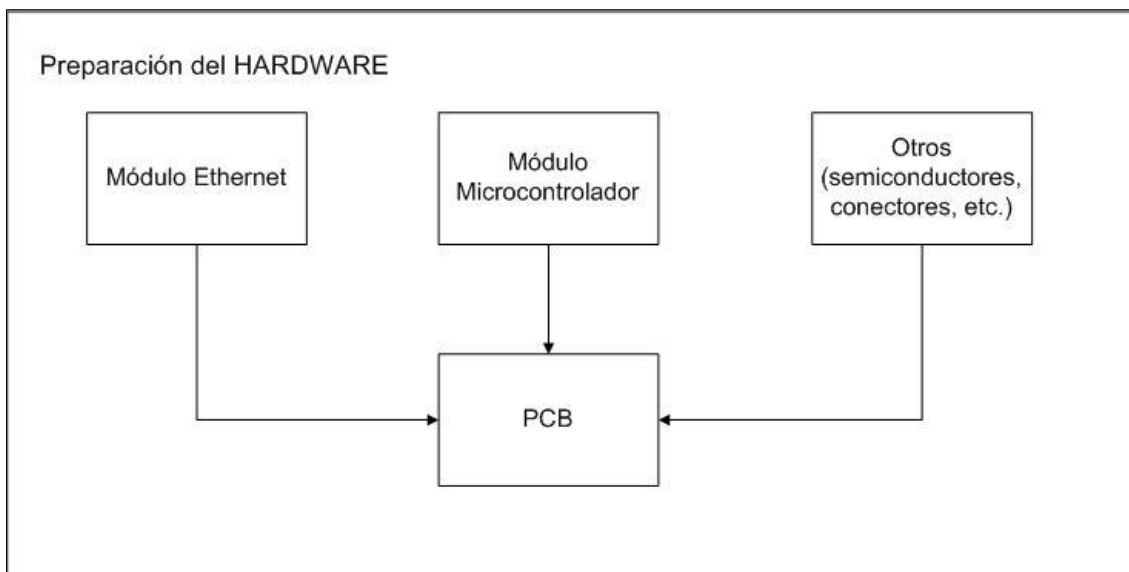 Preparación del HARDWARE
Módulo Ethernet
Módulo
Microcontrolador
Otros
(semiconductores,
conectores, etc.)
PCB